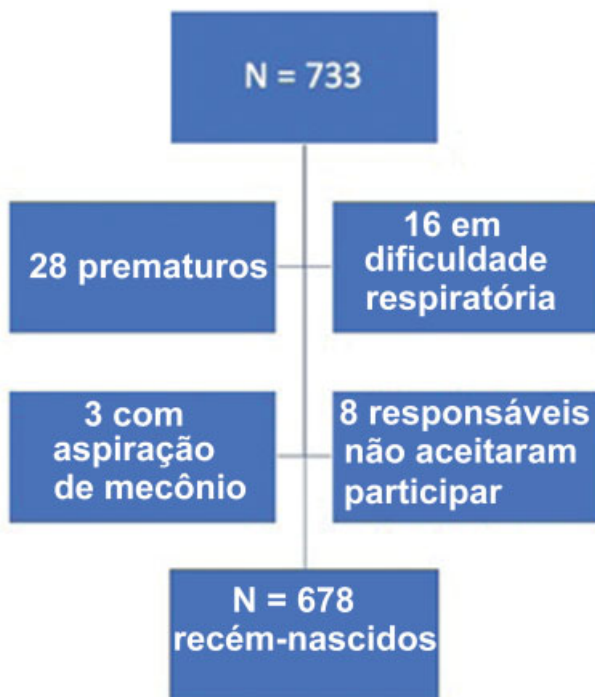 N = 733
28 prematuros
16 em
dificuldade
respiratória
3 com
aspiração
de mecônio
8 responsáveis
não aceitaram
participar
N = 678
recém-nascidos